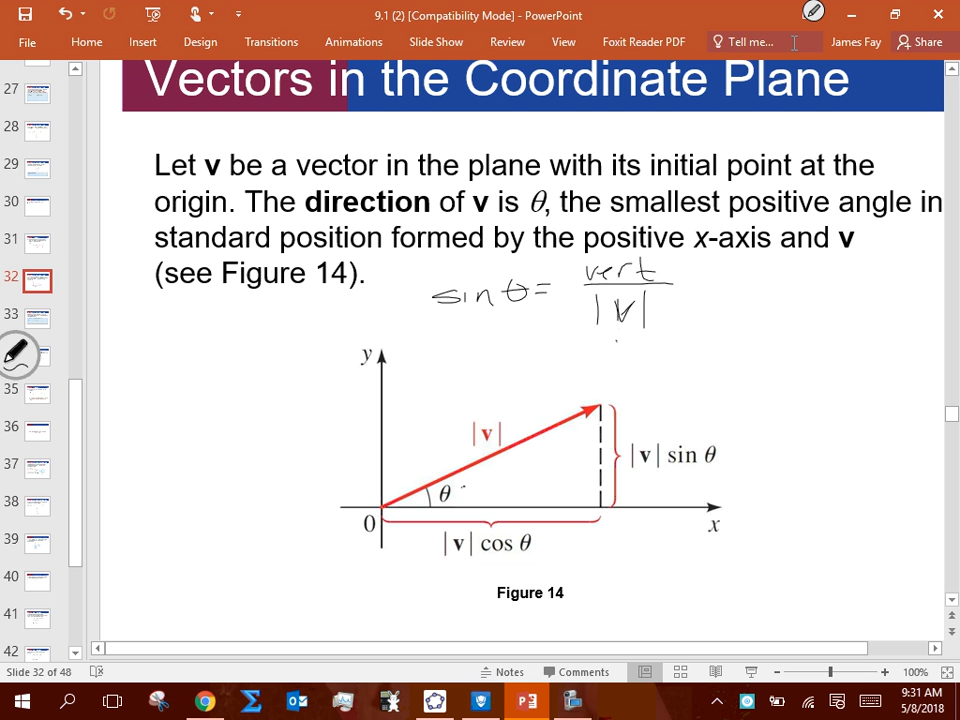 9.1 (2) [Compatibility Mode] - PowerPoint
File Home Insert Design Transitions Animations Slide Show Review View Foxit Reader PDF Tell me... James Fay Share
27
28
29
30
31
32
33
35
36
37
38
39
40
41
42
Vectors in the Coordinate Plane
Let v be a vector in the plane with its initial point at the
origin. The direction of v is θ, the smallest positive angle in
standard position formed by the positive x-axis and v
(see Figure 14).
sin θ = vert / |v|
y
|v|
|v| sin θ
θ
0
x
|v| cos θ
Figure 14
Slide 32 of 48 Notes Comments 100%
9:31 AM
5/8/2018